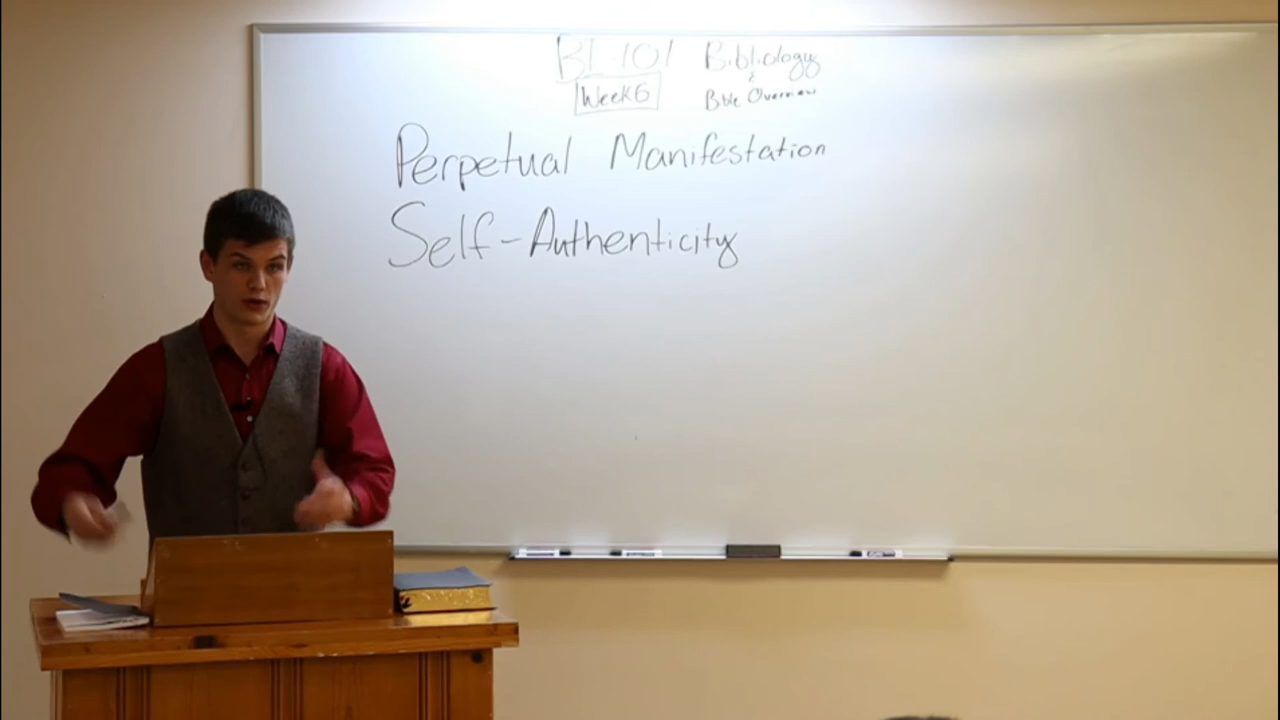 BI-101 Bibliology
&
Week 6 Bible Overview
Perpetual Manifestation
Self-Authenticity